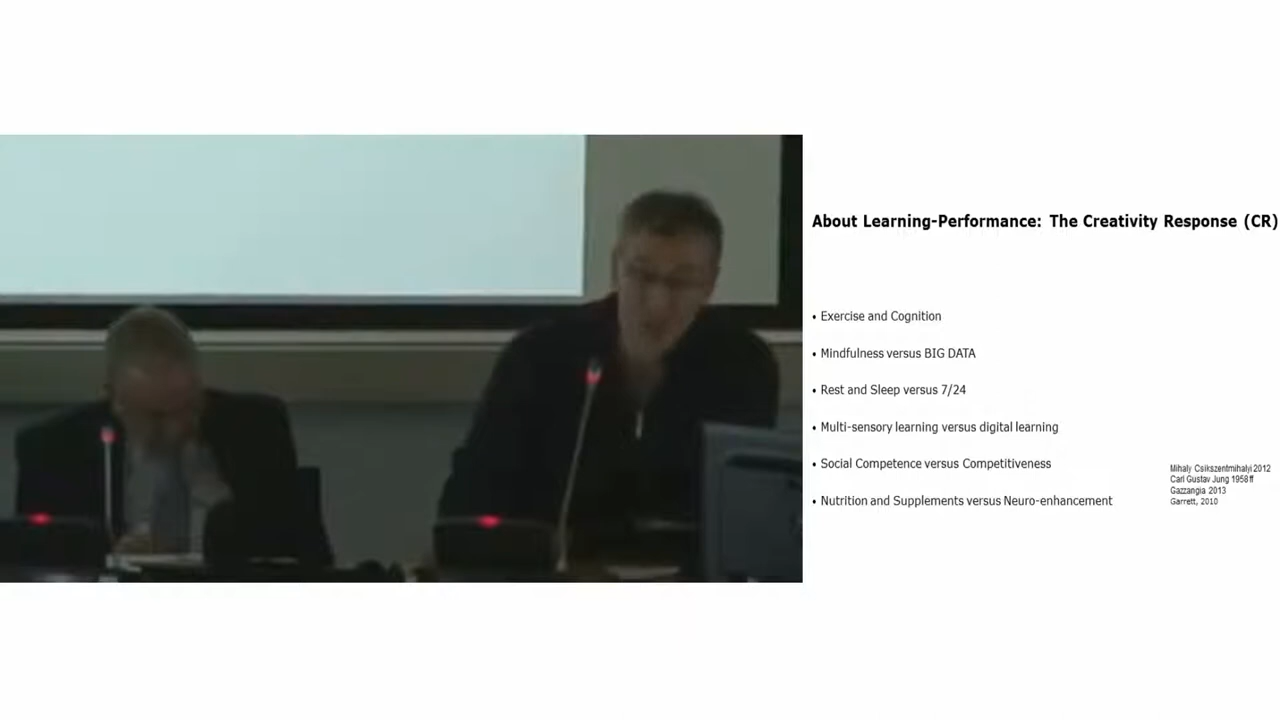 About Learning-Performance: The Creativity Response (CR)
• Exercise and Cognition
• Mindfulness versus BIG DATA
• Rest and Sleep versus 7/24
• Multi-sensory learning versus digital learning
• Social Competence versus Competitiveness
• Nutrition and Supplements versus Neuro-enhancement
Mihaly Csikszentmihalyi 2012
Carl Gustav Jung 1958ff
Gazzangia 2013
Garrett, 2010